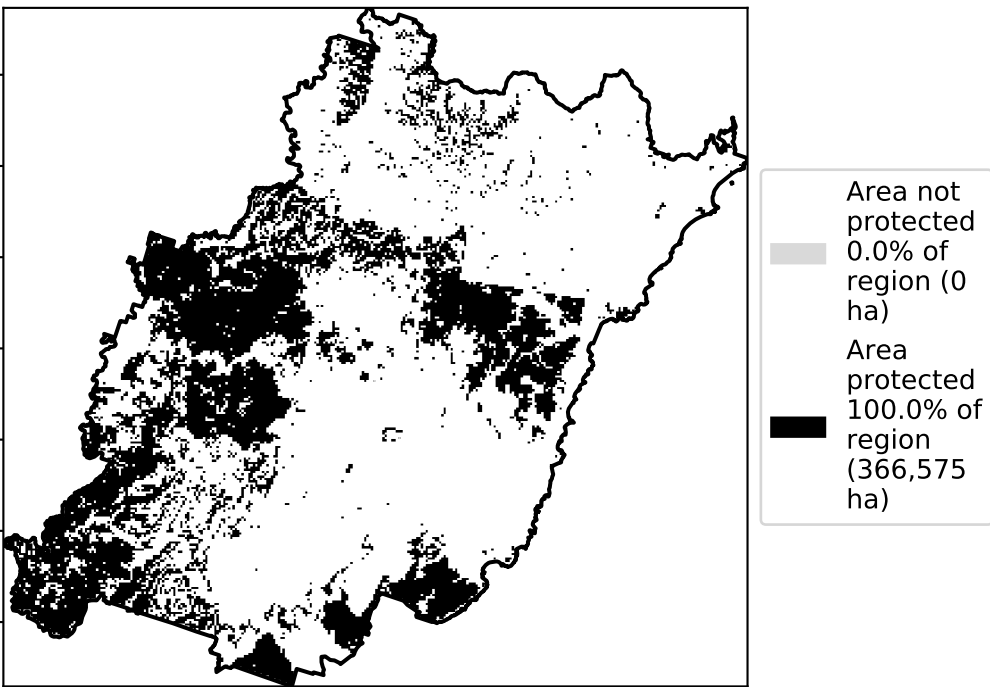 Area not
protected
0.0% of
region (0
ha)
Area
protected
100.0% of
region
(366,575
ha)